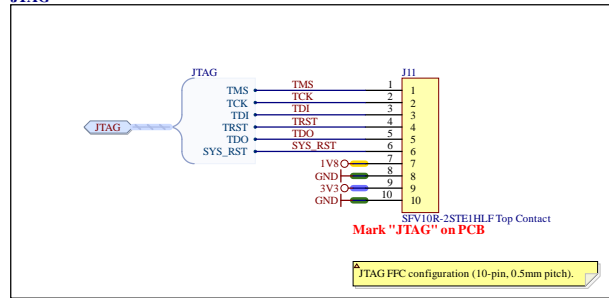 JTAG
JTAG
J11
TMS
TMS
1
1
TCK
TCK
2
2
TDI
TDI
3
3
TRST
TRST
4
4
JTAG
TDO
TDO
5
5
SYS_RST
SYS_RST
6
6
1V8
7
7
GND
8
8
3V3
9
9
GND
10
10
SFV10R-2STE1HLF Top Contact
Mark "JTAG" on PCB
JTAG FFC configuration (10-pin, 0.5mm pitch).